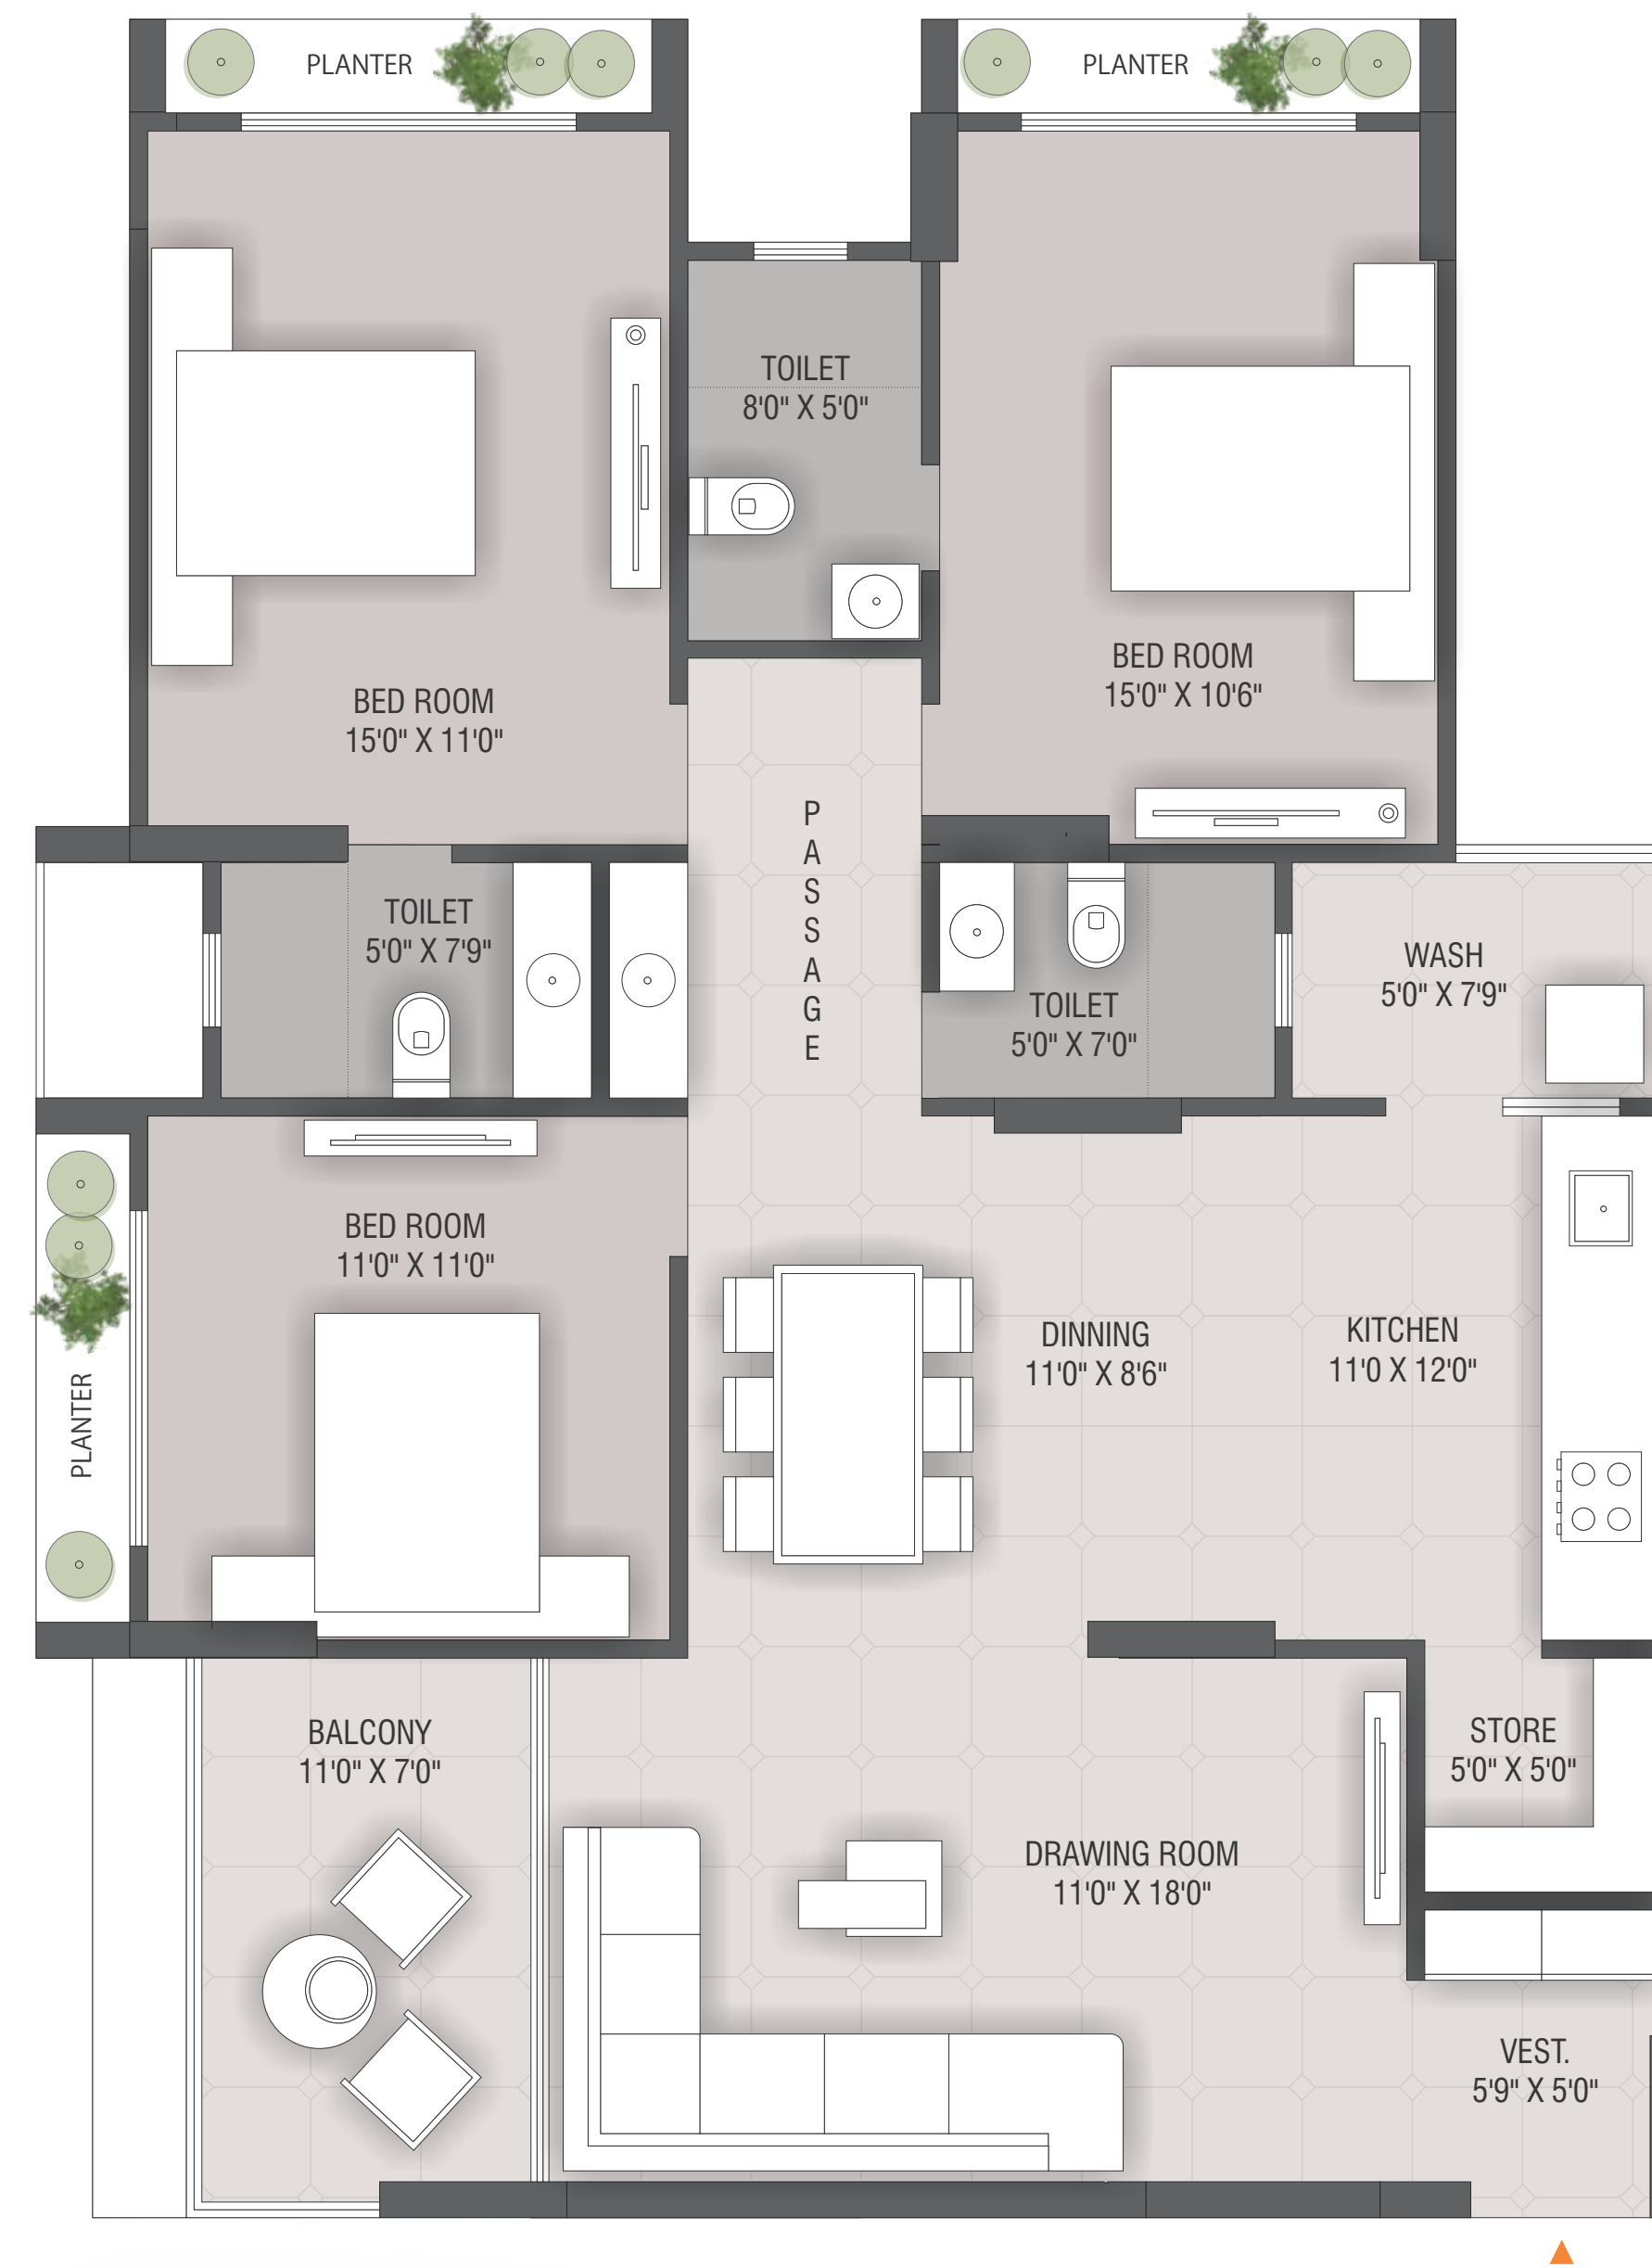 PLANTER
PLANTER
TOILET
8'0" X 5'0"
BED ROOM
15'0" X 11'0"
BED ROOM
15'0" X 10'6"
PASSAGE
TOILET
5'0" X 7'9"
TOILET
5'0" X 7'0"
WASH
5'0" X 7'9"
BED ROOM
11'0" X 11'0"
PLANTER
DINNING
11'0" X 8'6"
KITCHEN
11'0 X 12'0"
BALCONY
11'0" X 7'0"
STORE
5'0" X 5'0"
DRAWING ROOM
11'0" X 18'0"
VEST.
5'9" X 5'0"